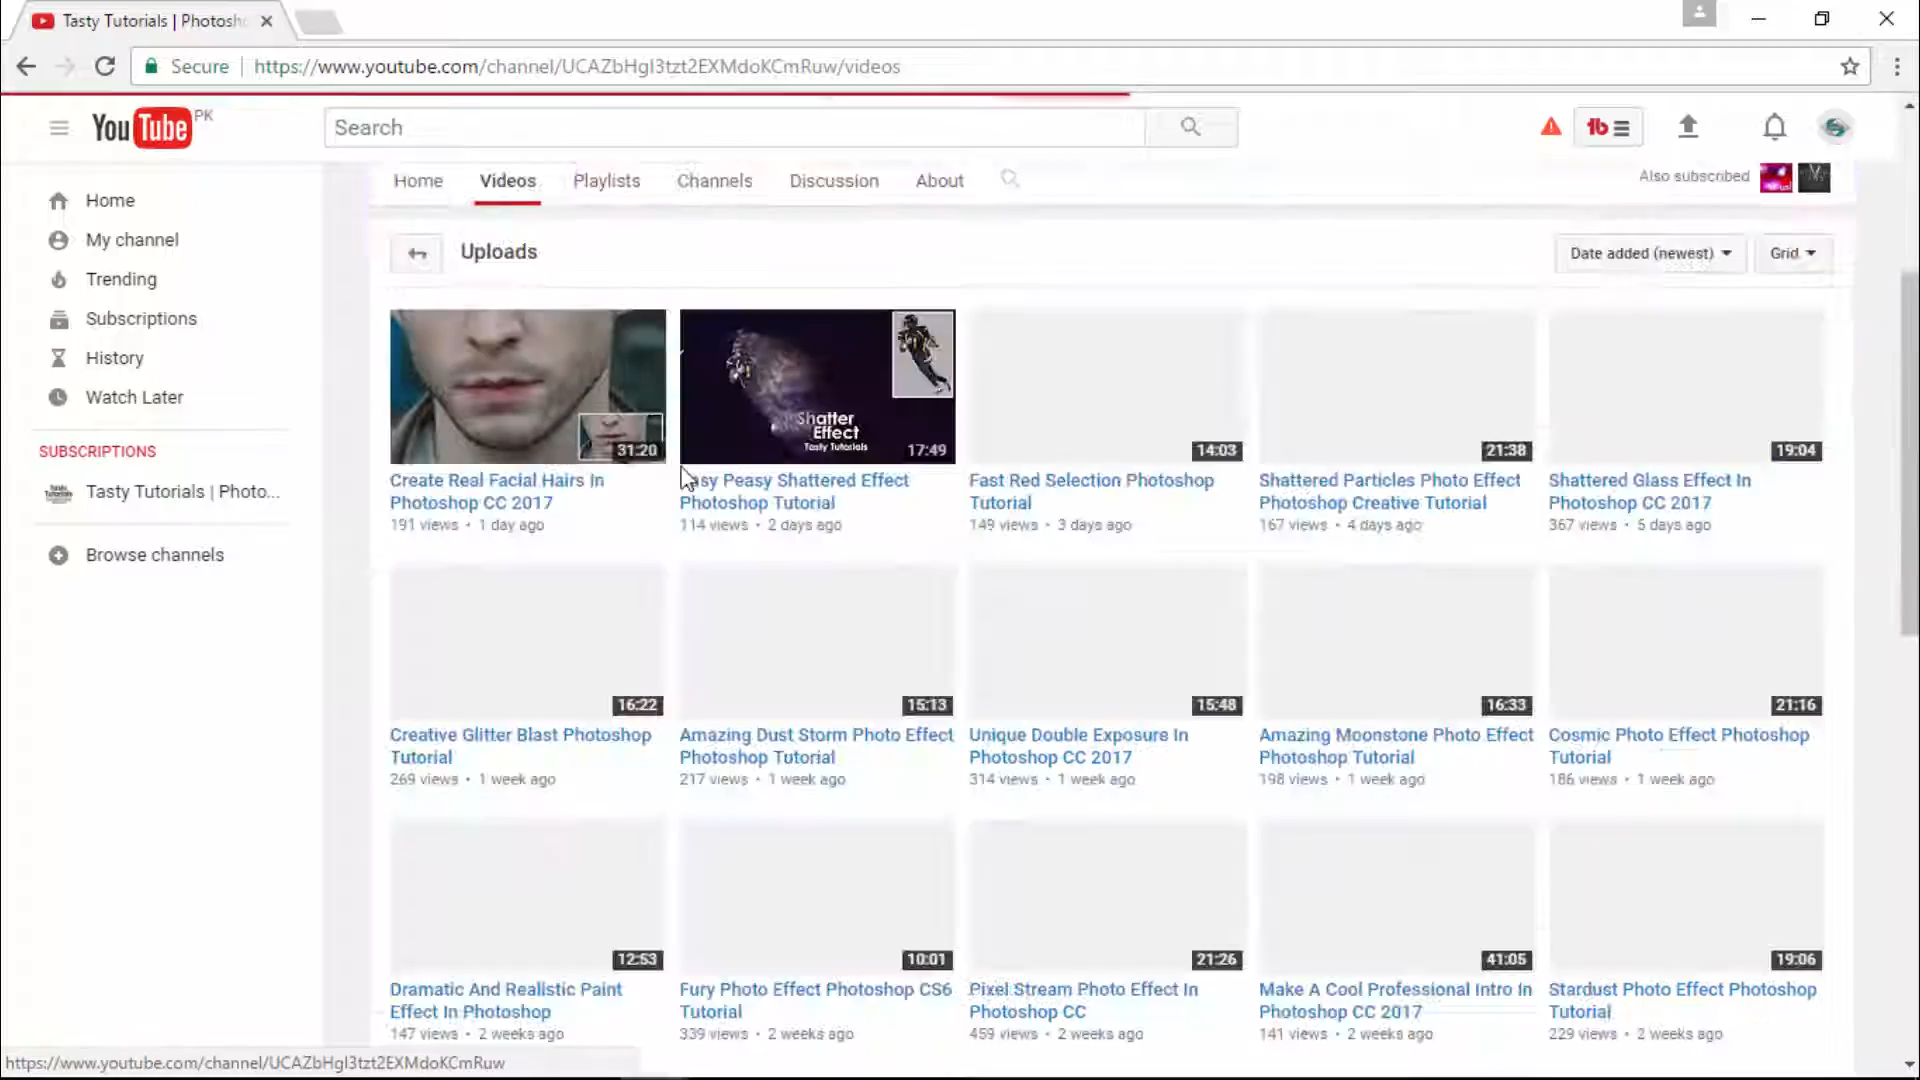 Tasty Tutorials | Photosh
Secure
https://www.youtube.com/channel/UCAZbHgI3tzt2EXMdoKCmRuw/videos
YouTube PK
Search
Home
Videos
Playlists
Channels
Discussion
About
Also subscribed
Home
My channel
Trending
Subscriptions
History
Watch Later
SUBSCRIPTIONS
Tasty Tutorials | Photo...
Browse channels
Uploads
Date added (newest)
Grid
31:20
Create Real Facial Hairs In
Photoshop CC 2017
191 views • 1 day ago
Shatter
Effect
Tasty Tutorials
17:49
asy Peasy Shattered Effect
Photoshop Tutorial
114 views • 2 days ago
14:03
Fast Red Selection Photoshop
Tutorial
149 views • 3 days ago
21:38
Shattered Particles Photo Effect
Photoshop Creative Tutorial
167 views • 4 days ago
19:04
Shattered Glass Effect In
Photoshop CC 2017
367 views • 5 days ago
16:22
Creative Glitter Blast Photoshop
Tutorial
269 views • 1 week ago
15:13
Amazing Dust Storm Photo Effect
Photoshop Tutorial
217 views • 1 week ago
15:48
Unique Double Exposure In
Photoshop CC 2017
314 views • 1 week ago
16:33
Amazing Moonstone Photo Effect
Photoshop Tutorial
198 views • 1 week ago
21:16
Cosmic Photo Effect Photoshop
Tutorial
186 views • 1 week ago
12:53
Dramatic And Realistic Paint
Effect In Photoshop
147 views • 2 weeks ago
10:01
Fury Photo Effect Photoshop CS6
Tutorial
339 views • 2 weeks ago
21:26
Pixel Stream Photo Effect In
Photoshop CC
459 views • 2 weeks ago
41:05
Make A Cool Professional Intro In
Photoshop CC 2017
141 views • 2 weeks ago
19:06
Stardust Photo Effect Photoshop
Tutorial
229 views • 2 weeks ago
https://www.youtube.com/channel/UCAZbHgI3tzt2EXMdoKCmRuw